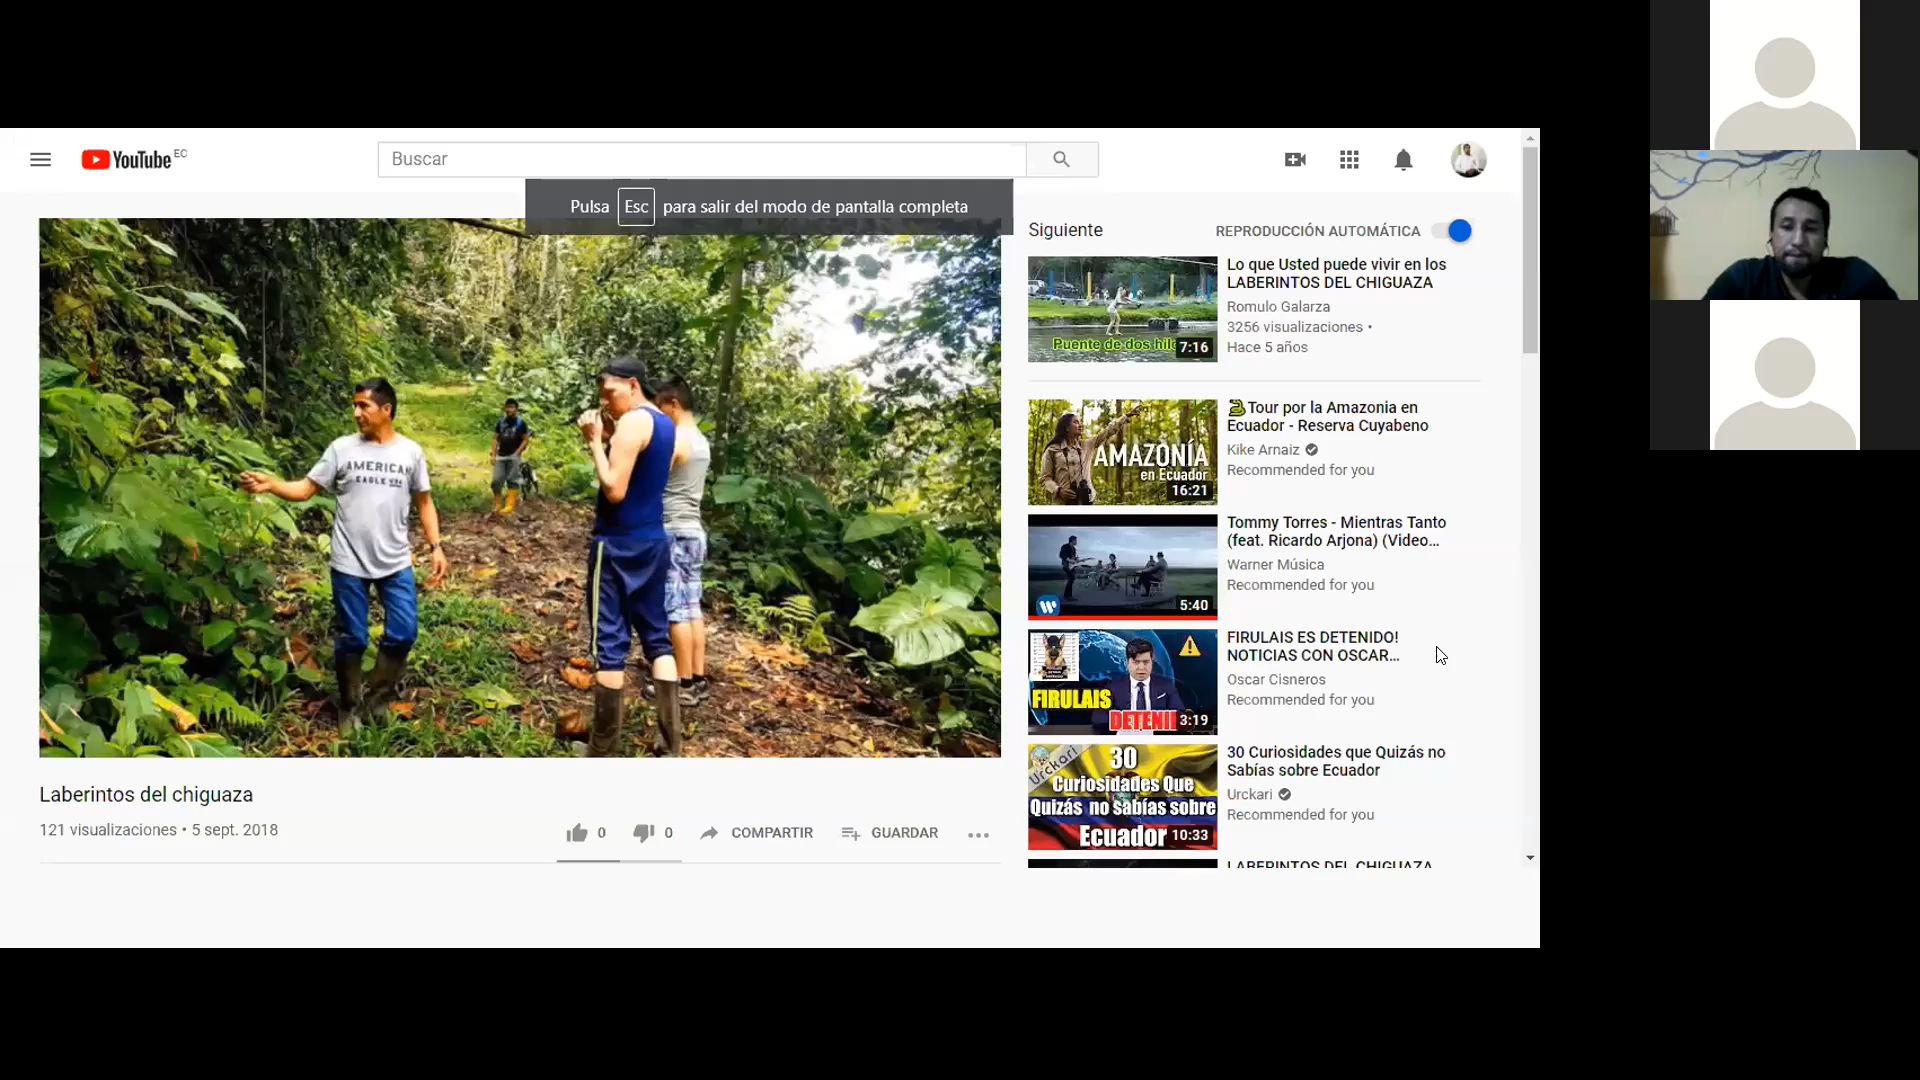 YouTube EC
Buscar
Pulsa Esc para salir del modo de pantalla completa
AMERICAN
EAGLE
Laberintos del chiguaza
121 visualizaciones • 5 sept. 2018
0
0
COMPARTIR
GUARDAR
Siguiente
REPRODUCCIÓN AUTOMÁTICA
Puente de dos
7:16
Lo que Usted puede vivir en los
LABERINTOS DEL CHIGUAZA
Romulo Galarza
3256 visualizaciones •
Hace 5 años
AMAZONÍA
en Ecuador
16:21
Tour por la Amazonia en
Ecuador - Reserva Cuyabeno
Kike Arnaiz
Recommended for you
5:40
Tommy Torres - Mientras Tanto
(feat. Ricardo Arjona) (Video...
Warner Música
Recommended for you
FIRULAIS
3:19
FIRULAIS ES DETENIDO!
NOTICIAS CON OSCAR...
Oscar Cisneros
Recommended for you
Urckari
30
Curiosidades Que
Quizás no sabías sobre
Ecuador
10:33
30 Curiosidades que Quizás no
Sabías sobre Ecuador
Urckari
Recommended for you
LABERINTOS DEL CHIGUAZA